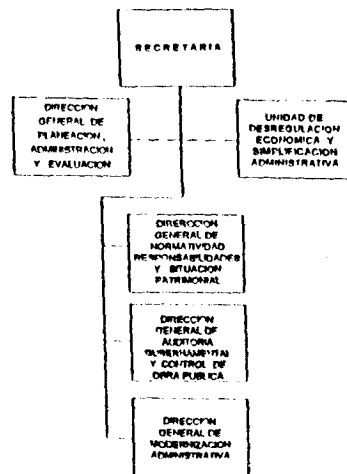 SECRETARIA
DIRECCION
GENERAL DE
PLANEACION,
ADMINISTRACION
Y EVALUACION
UNIDAD DE
DESREGULACION
ECONOMICA Y
SIMPLIFICACION
ADMINISTRATIVA
DIRERCCION
GENERAL DE
NORMATIVIDAD
RESPONSABILIDADES
Y SITUACION
PATRIMONIAL
DIRECCION
GENERAL DE
AUDITORIA
GUBERNAMENTAL
Y CONTROL DE
OBRA PUBLICA
DIRECCION
GENERAL DE
MODERNIZACION
ADMINISTRATIVA